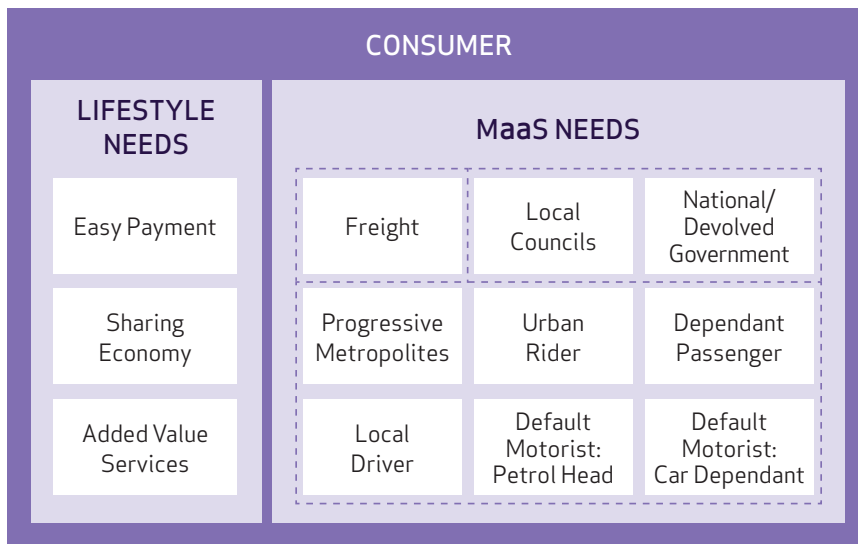 CONSUMER
LIFESTYLE
NEEDS
Easy Payment
Sharing
Economy
Added Value
Services
MaaS NEEDS
Freight
Local
Councils
National/
Devolved
Government
Progressive
Metropolites
Urban
Rider
Dependant
Passenger
Local
Driver
Default
Motorist:
Petrol Head
Default
Motorist:
Car Dependant